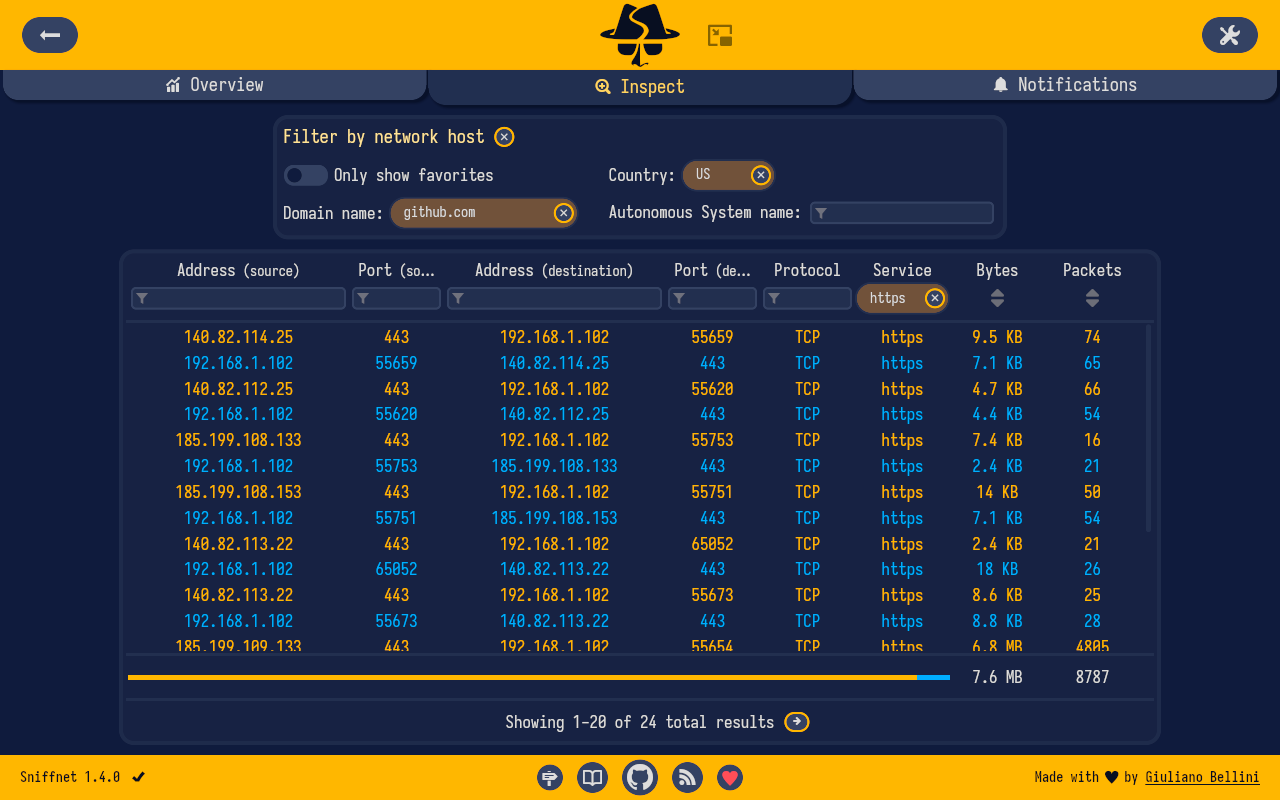 Overview Inspect Notifications
Filter by network host
Only show favorites Country: US
Domain name: github.com Autonomous System name:
Address (source) Port (so... Address (destination) Port (de... Protocol Service Bytes Packets
https
140.82.114.25 443 192.168.1.102 55659 TCP https 9.5 KB 74
192.168.1.102 55659 140.82.114.25 443 TCP https 7.1 KB 65
140.82.112.25 443 192.168.1.102 55620 TCP https 4.7 KB 66
192.168.1.102 55620 140.82.112.25 443 TCP https 4.4 KB 54
185.199.108.133 443 192.168.1.102 55753 TCP https 7.4 KB 16
192.168.1.102 55753 185.199.108.133 443 TCP https 2.4 KB 21
185.199.108.153 443 192.168.1.102 55751 TCP https 14 KB 50
192.168.1.102 55751 185.199.108.153 443 TCP https 7.1 KB 54
140.82.113.22 443 192.168.1.102 65052 TCP https 2.4 KB 21
192.168.1.102 65052 140.82.113.22 443 TCP https 18 KB 26
140.82.113.22 443 192.168.1.102 55673 TCP https 8.6 KB 25
192.168.1.102 55673 140.82.113.22 443 TCP https 8.8 KB 28
185.199.109.133 443 192.168.1.102 55654 TCP https 6.8 MB 4805
7.6 MB 8787
Showing 1-20 of 24 total results
Sniffnet 1.4.0 Made with ♥ by Giuliano Bellini